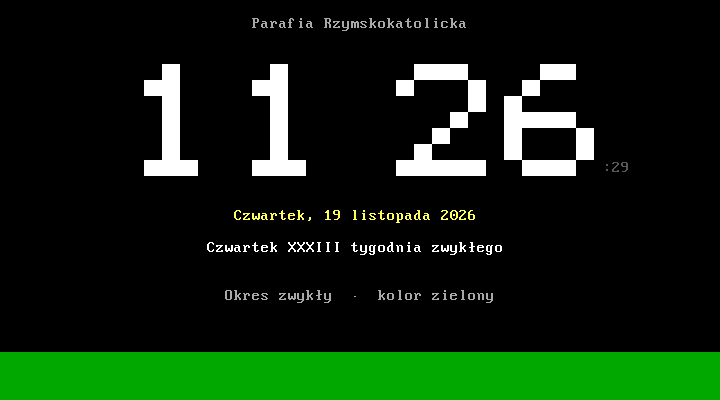 Parafia Rzymskokatolicka
11 26 :29
Czwartek, 19 listopada 2026
Czwartek XXXIII tygodnia zwykłego
Okres zwykły · kolor zielony